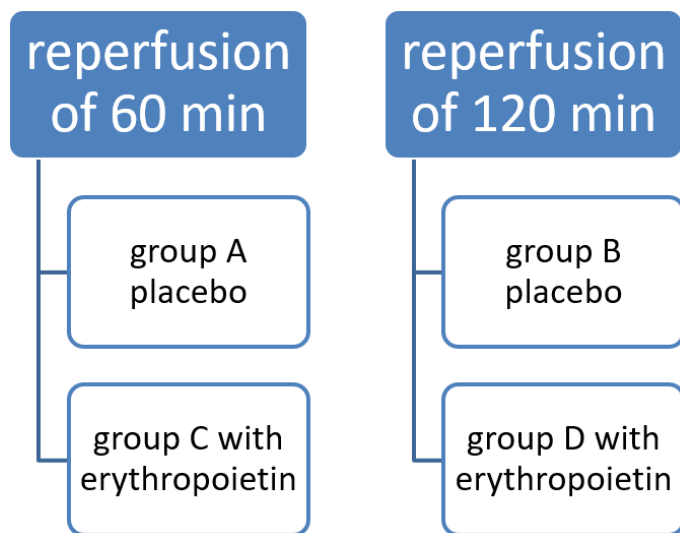 reperfusion
of 60 min
group A
placebo
group C with
erythropoietin
reperfusion
of 120 min
group B
placebo
group D with
erythropoietin